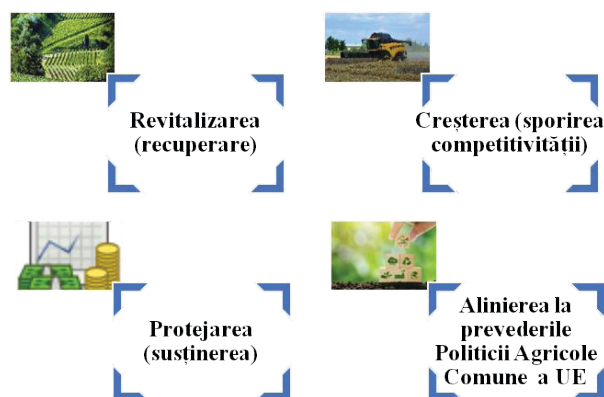 Revitalizarea
(recuperare)
Creșterea (sporirea
competitivității)
Protejarea
(susținerea)
Alinierea la
prevederile
Politicii Agricole
Comune a UE